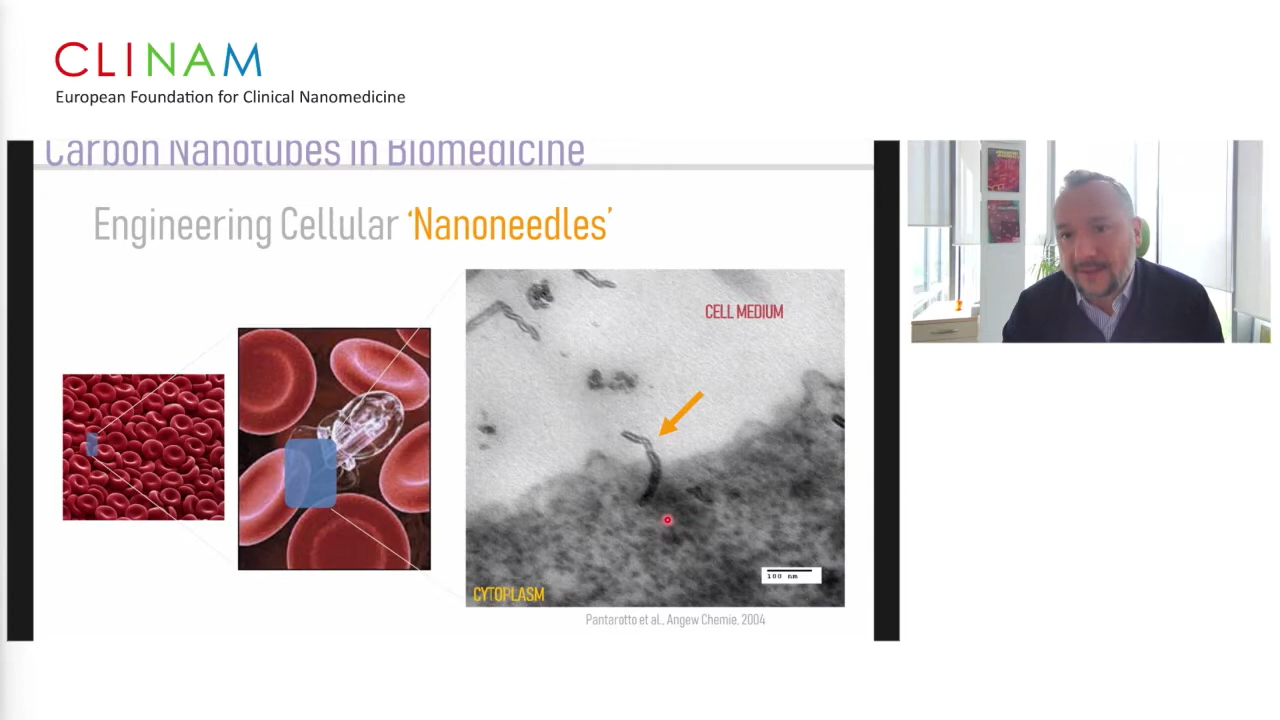 CLINAM
European Foundation for Clinical Nanomedicine
Carbon Nanotubes in Biomedicine
Engineering Cellular ‘Nanoneedles’
CELL MEDIUM
100 nm
CYTOPLASM
Pantarotto et al., Angew Chemie, 2004